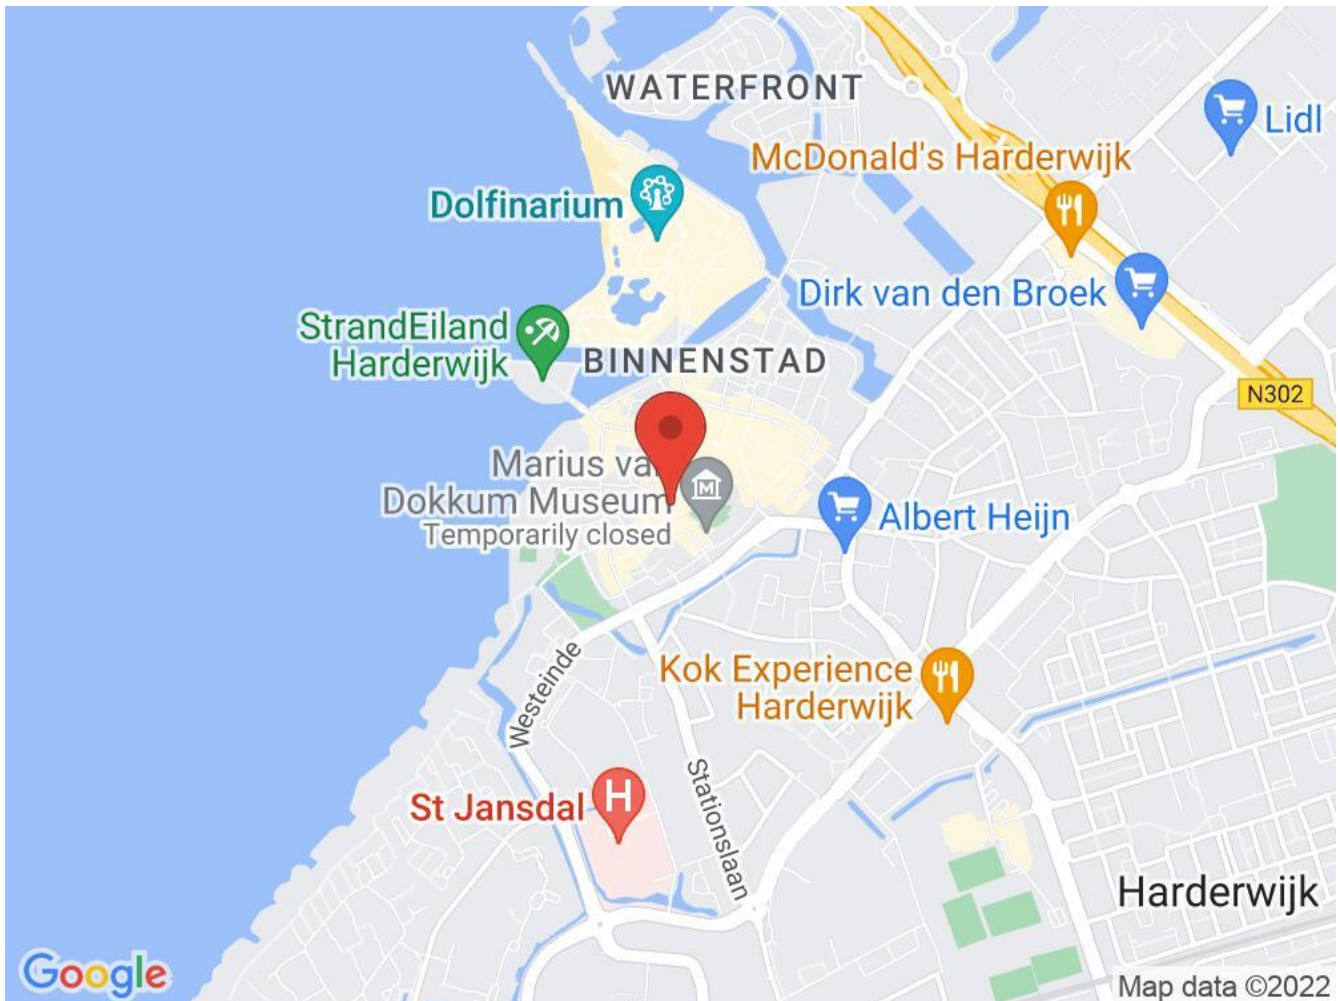 WATERFRONT
Lidl
McDonald's Harderwijk
Dolfinarium
Dirk van den Broek
StrandEiland
Harderwijk
BINNENSTAD
N302
Marius va
Dokkum Museum
Temporarily closed
M
Albert Heijn
Kok Experience
Harderwijk
Westeinde
Stationslaan
St Jansdal
H
Harderwijk
Google
Map data ©2022